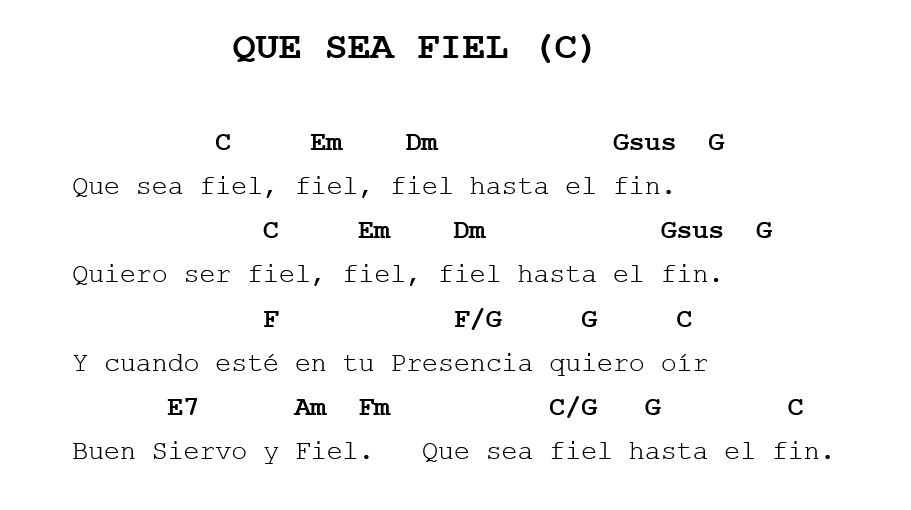 QUE SEA FIEL (C)
         C     Em    Dm           Gsus  G
Que sea fiel, fiel, fiel hasta el fin.
            C     Em    Dm           Gsus  G
Quiero ser fiel, fiel, fiel hasta el fin.
            F           F/G     G     C
Y cuando esté en tu Presencia quiero oír
      E7      Am  Fm          C/G   G        C
Buen Siervo y Fiel.   Que sea fiel hasta el fin.